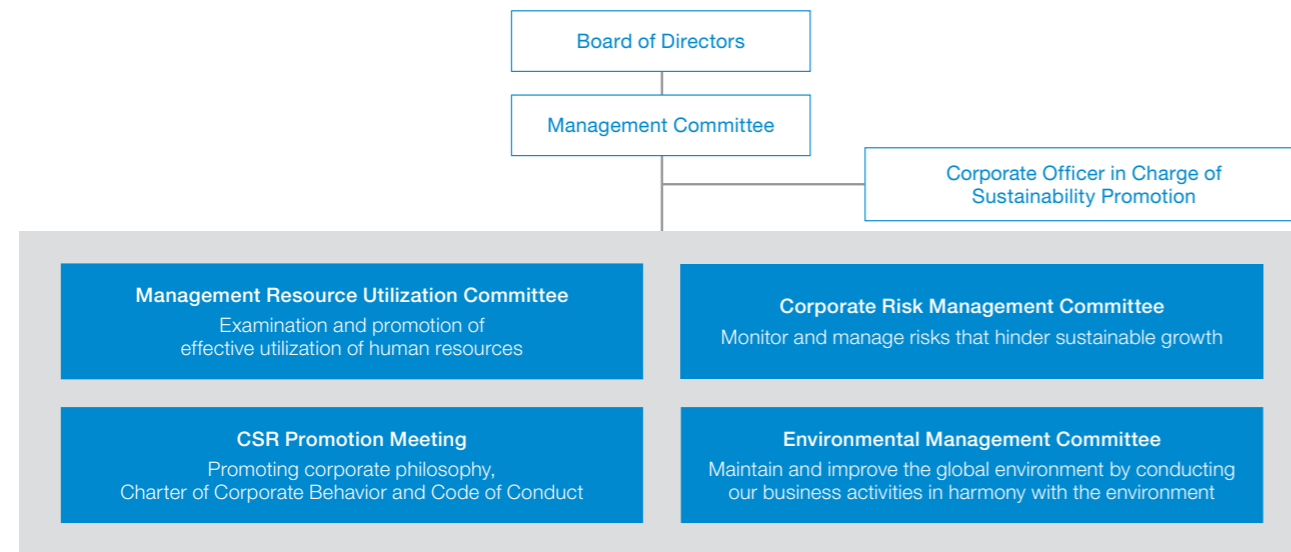 Board of Directors
Management Committee
Corporate Officer in Charge of
Sustainability Promotion
Management Resource Utilization Committee
Examination and promotion of
effective utilization of human resources
Corporate Risk Management Committee
Monitor and manage risks that hinder sustainable growth
CSR Promotion Meeting
Promoting corporate philosophy,
Charter of Corporate Behavior and Code of Conduct
Environmental Management Committee
Maintain and improve the global environment by conducting
our business activities in harmony with the environment